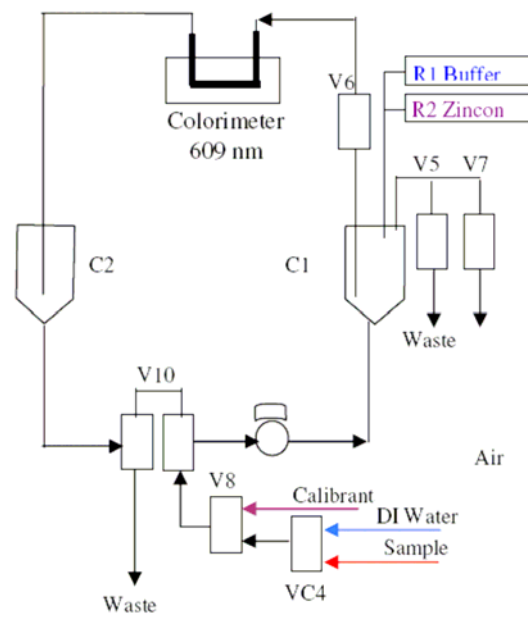 R1 Buffer
V6
R2 Zincon
Colorimeter
609 nm
V5
V7
C2
C1
Waste
V10
Air
V8
Calibrant
DI Water
Sample
VC4
Waste